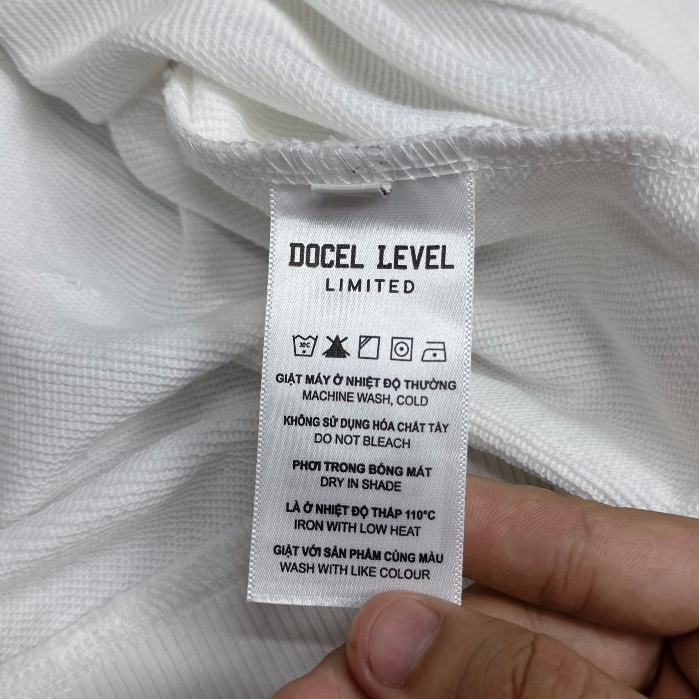 DOCEL LEVEL
LIMITED
30C
GIẶT MÁY Ở NHIỆT ĐỘ THƯỜNG
MACHINE WASH, COLD
KHÔNG SỬ DỤNG HÓA CHẤT TẨY
DO NOT BLEACH
PHƠI TRONG BÓNG MÁT
DRY IN SHADE
LÀ Ở NHIỆT ĐỘ THẤP 110°C
IRON WITH LOW HEAT
GIẶT VỚI SẢN PHẨM CÙNG MÀU
WASH WITH LIKE COLOUR